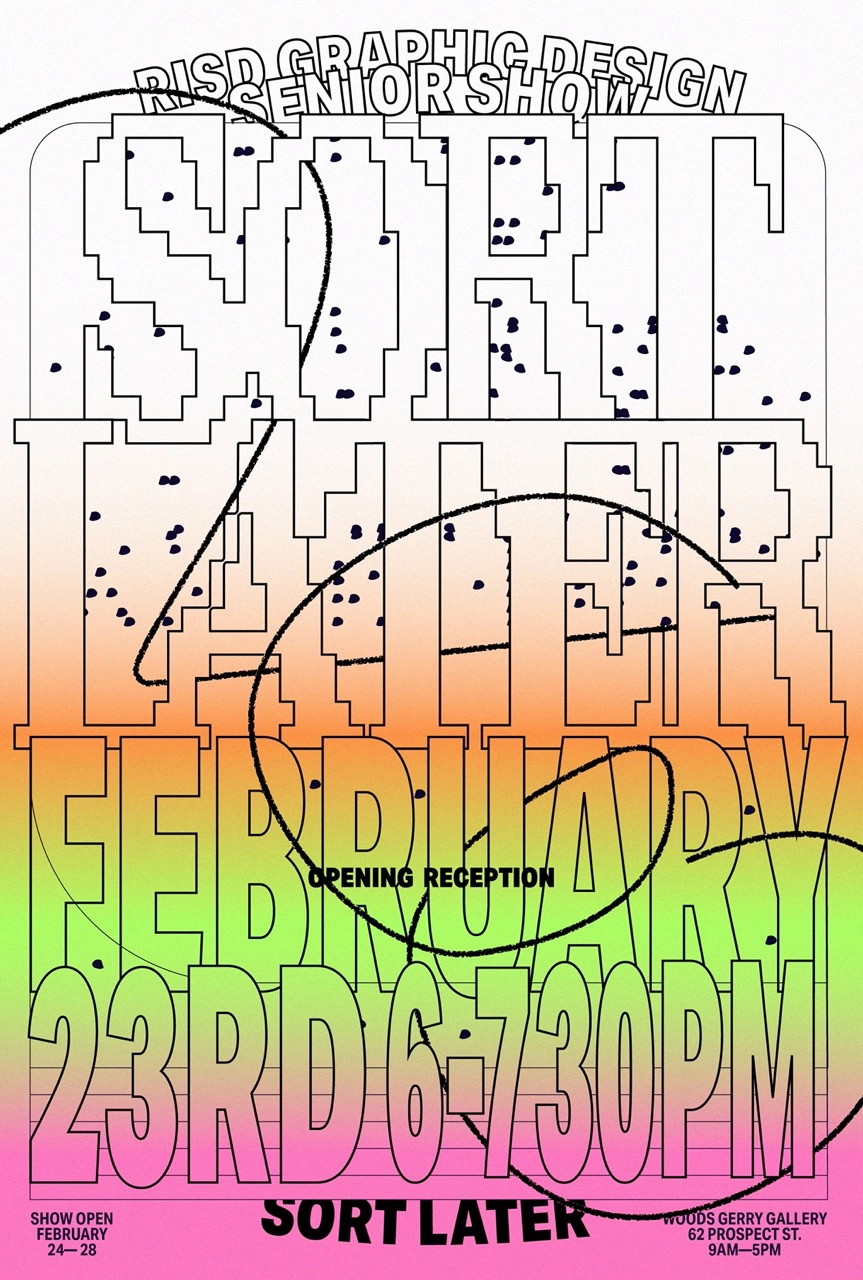 RISD GRAPHIC DESIGN
SENIOR SHOW
SORT
LATER
FEBRUARY
OPENING RECEPTION
23RD 6-730PM
SORT LATER
SHOW OPEN
FEBRUARY
24— 28
WOODS GERRY GALLERY
62 PROSPECT ST.
9AM—5PM